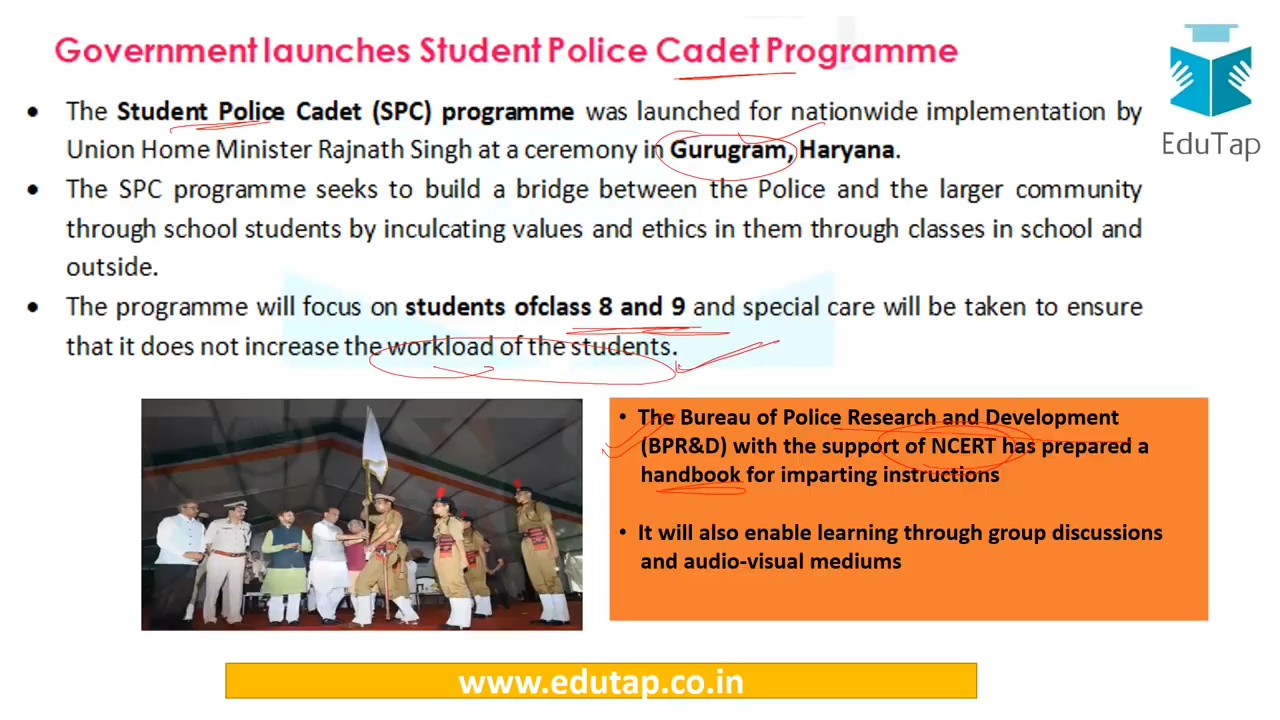 Government launches Student Police Cadet Programme
EduTap
• The Student Police Cadet (SPC) programme was launched for nationwide implementation by
Union Home Minister Rajnath Singh at a ceremony in Gurugram, Haryana.
• The SPC programme seeks to build a bridge between the Police and the larger community
through school students by inculcating values and ethics in them through classes in school and
outside.
• The programme will focus on students ofclass 8 and 9 and special care will be taken to ensure
that it does not increase the workload of the students.
• The Bureau of Police Research and Development
(BPR&D) with the support of NCERT has prepared a
handbook for imparting instructions
• It will also enable learning through group discussions
and audio-visual mediums
www.edutap.co.in